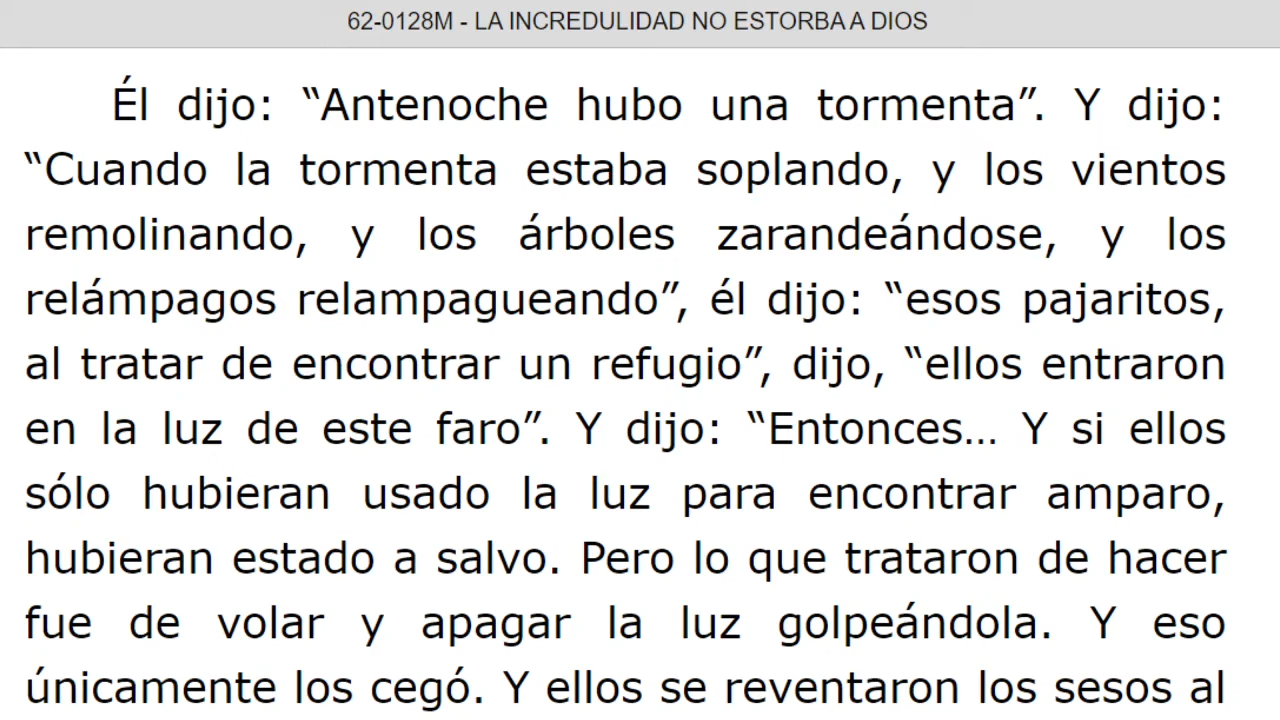 62-0128M - LA INCREDULIDAD NO ESTORBA A DIOS
Él dijo: “Antenoche hubo una tormenta”. Y dijo:
“Cuando la tormenta estaba soplando, y los vientos
remolinando, y los árboles zarandeándose, y los
relámpagos relampagueando”, él dijo: “esos pajaritos,
al tratar de encontrar un refugio”, dijo, “ellos entraron
en la luz de este faro”. Y dijo: “Entonces… Y si ellos
sólo hubieran usado la luz para encontrar amparo,
hubieran estado a salvo. Pero lo que trataron de hacer
fue de volar y apagar la luz golpeándola. Y eso
únicamente los cegó. Y ellos se reventaron los sesos al